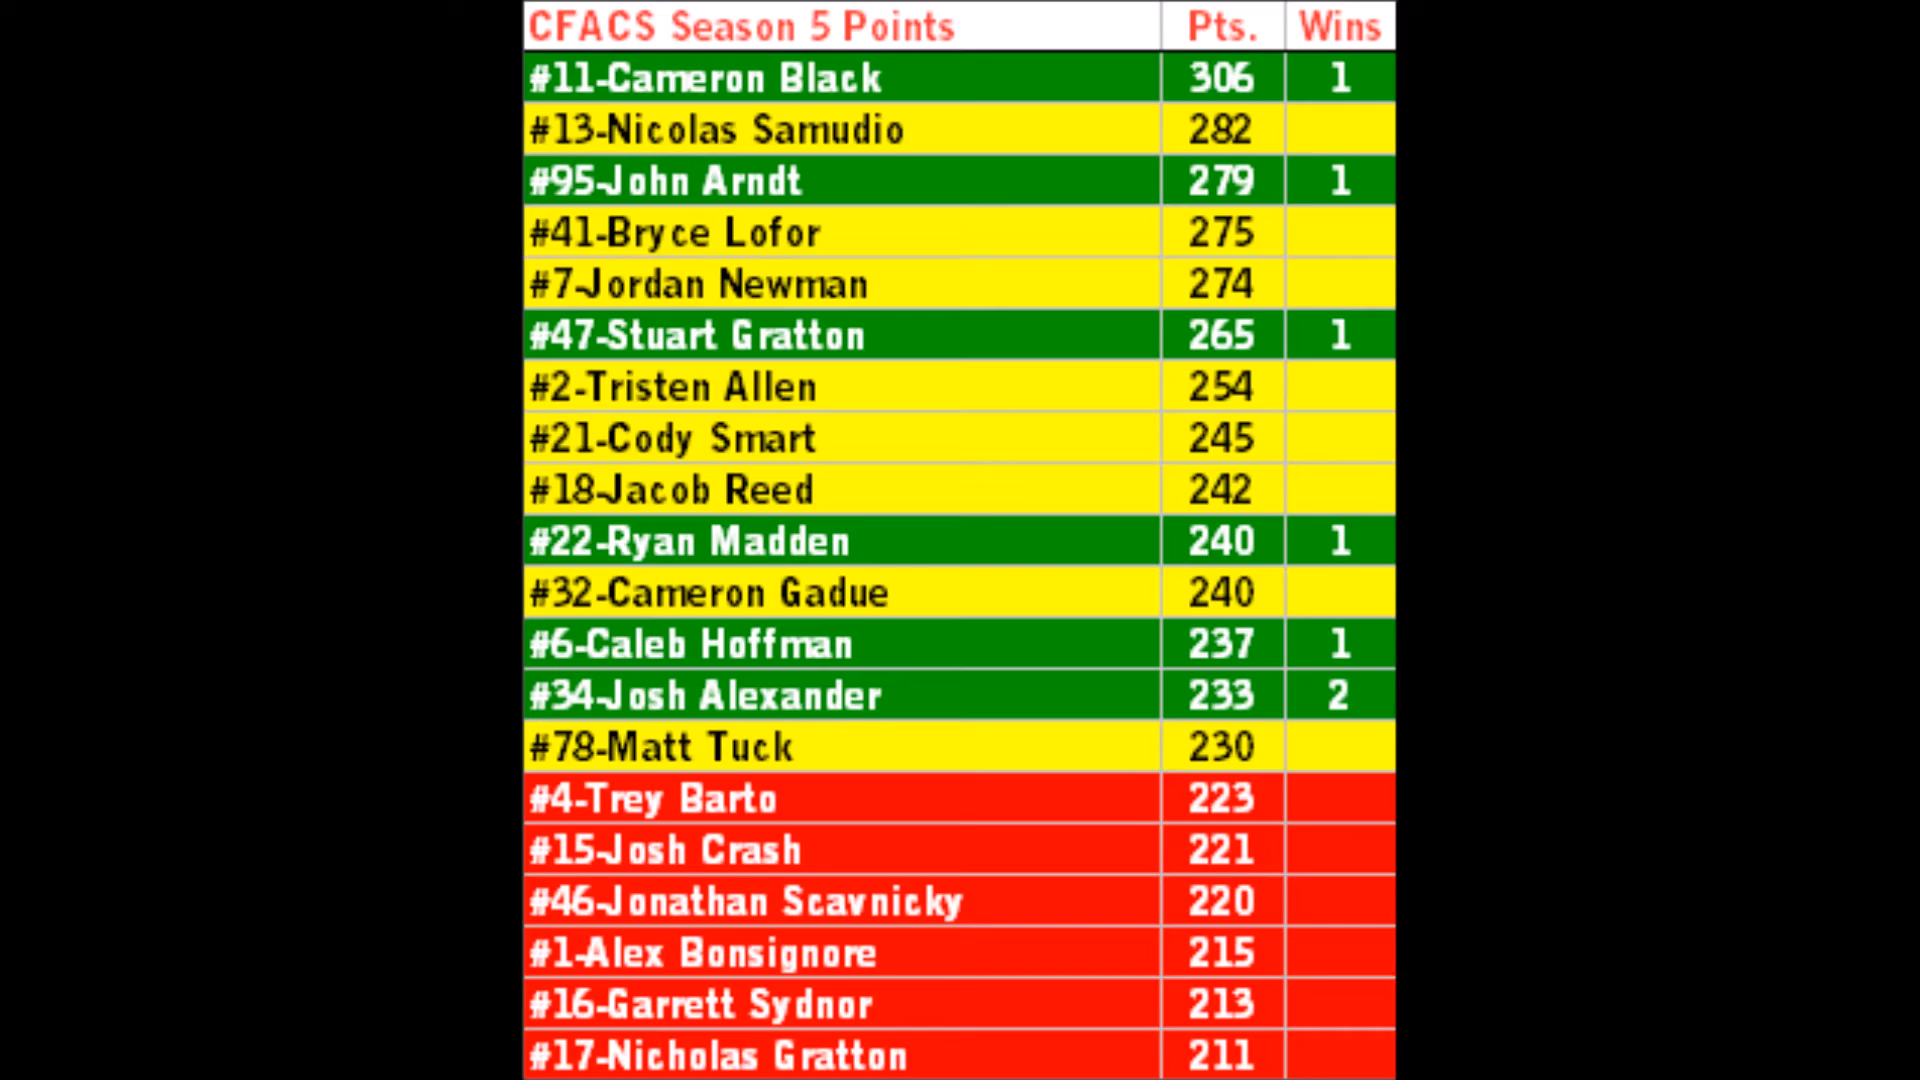 CFACS Season 5 Points Pts. Wins
#11-Cameron Black 306 1
#13-Nicolas Samudio 282
#95-John Arndt 279 1
#41-Bryce Lofor 275
#7-Jordan Newman 274
#47-Stuart Gratton 265 1
#2-Tristen Allen 254
#21-Cody Smart 245
#18-Jacob Reed 242
#22-Ryan Madden 240 1
#32-Cameron Gadue 240
#6-Caleb Hoffman 237 1
#34-Josh Alexander 233 2
#78-Matt Tuck 230
#4-Trey Barto 223
#15-Josh Crash 221
#46-Jonathan Scavnicky 220
#1-Alex Bonsignore 215
#16-Garrett Sydnor 213
#17-Nicholas Gratton 211